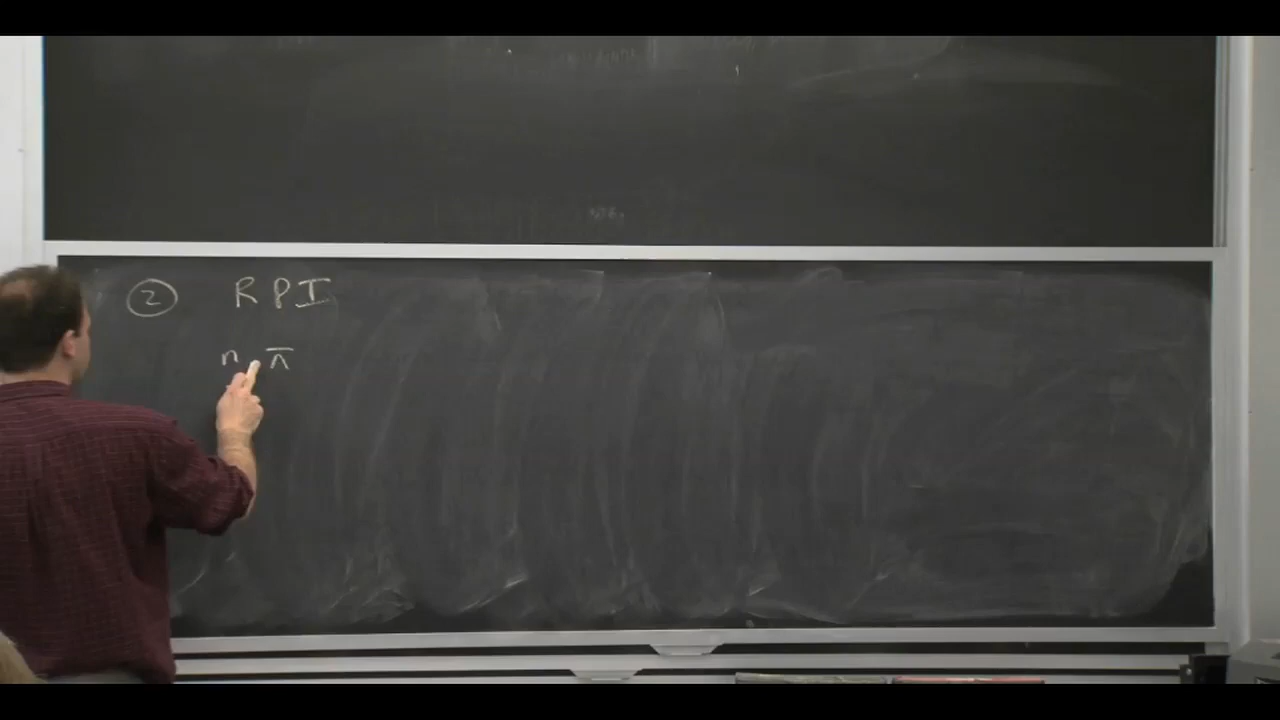 ② RPI
n, n̅